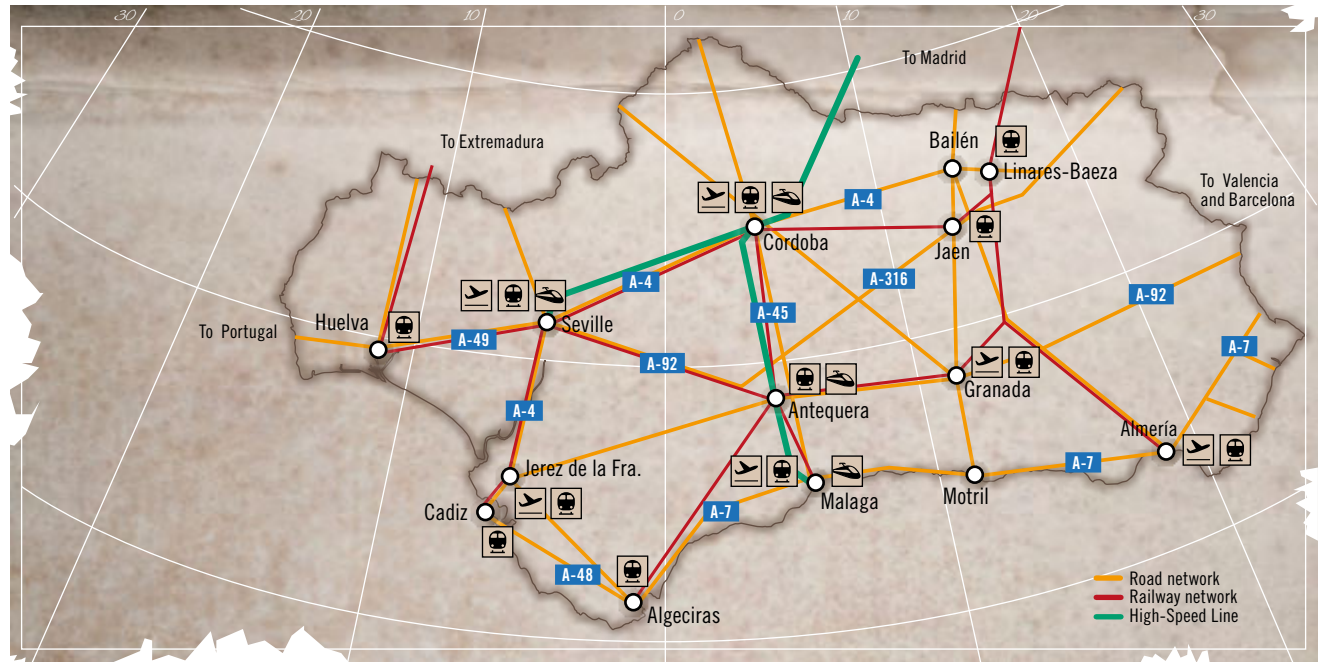 30
20
10
0
10
20
30
To Madrid
To Extremadura
Bailén
Linares-Baeza
To Valencia
and Barcelona
A-4
Cordoba
Jaen
A-4
A-316
A-92
A-45
Huelva
Seville
To Portugal
A-49
A-92
A-7
Granada
Antequera
A-4
Almería
Jerez de la Fra.
A-7
Malaga
Motril
Cadiz
A-7
A-48
Algeciras
Road network
Railway network
High-Speed Line